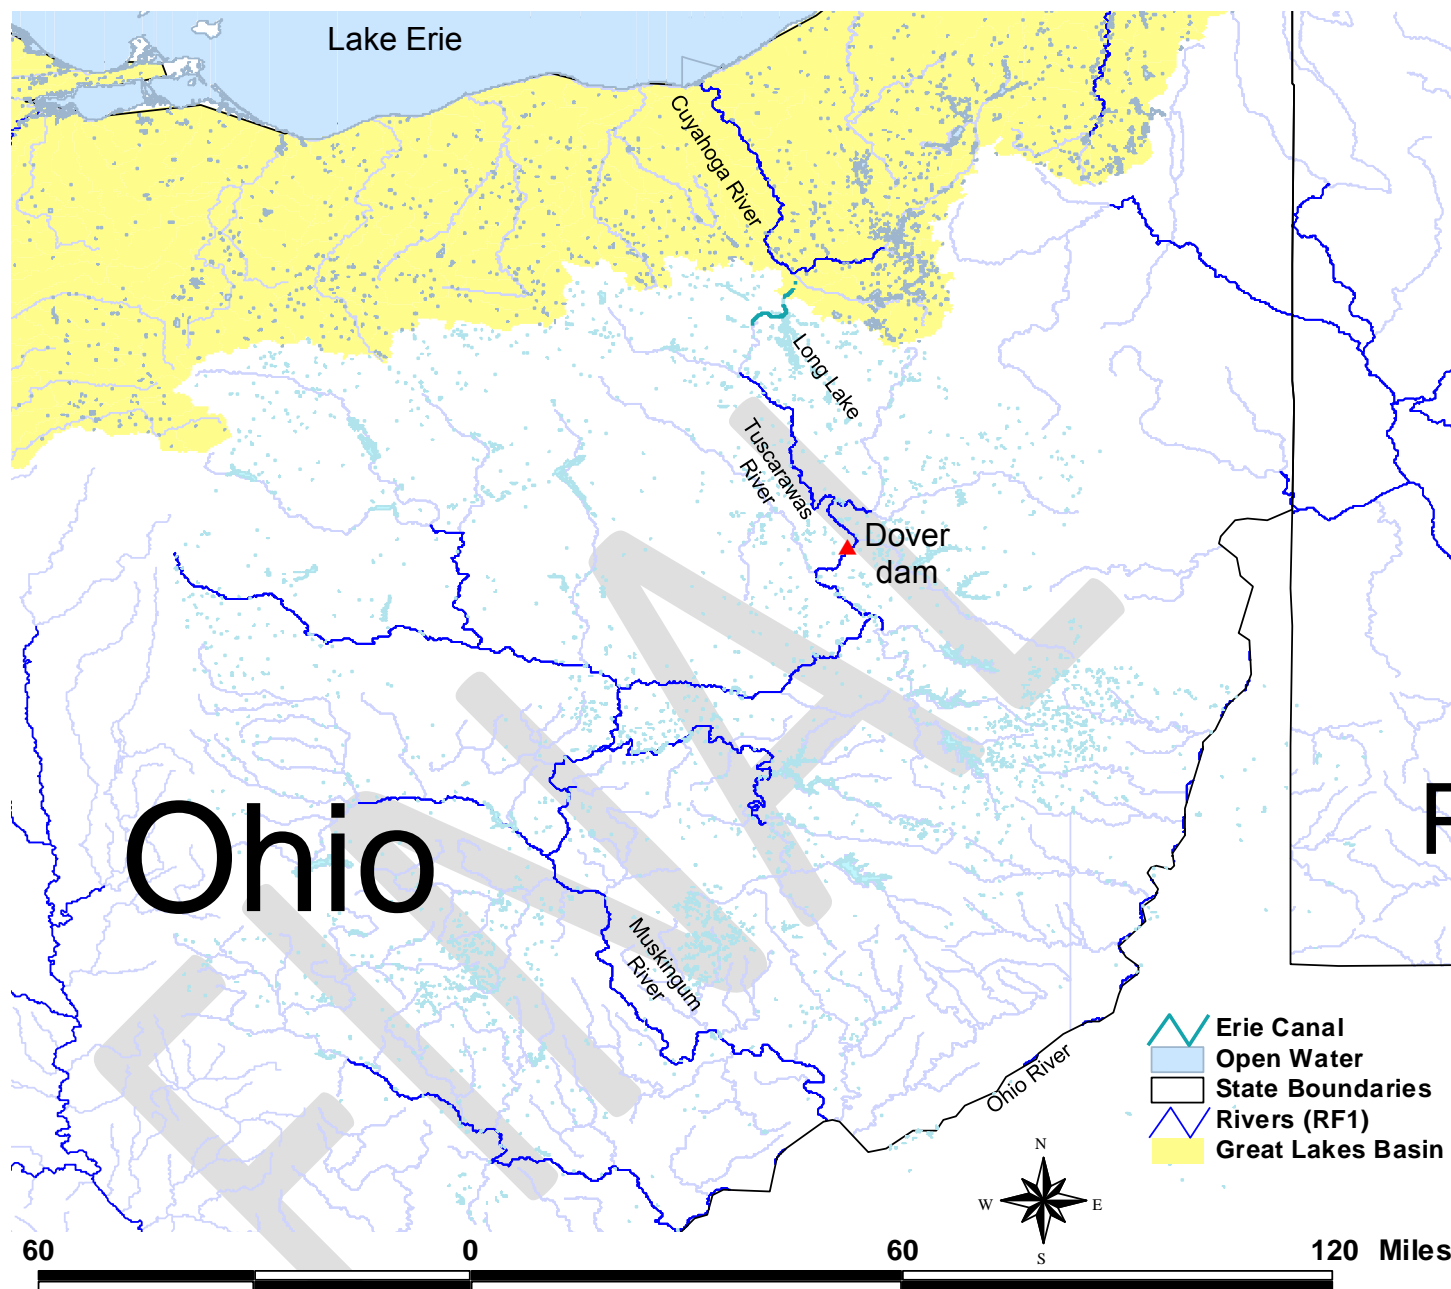 Lake Erie
Cuyahoga River
Long Lake
Tuscarawas
River
Dover
dam
Ohio
P
Muskingum
River
Ohio River
Erie Canal
Open Water
State Boundaries
Rivers (RF1)
Great Lakes Basin
N
W E
S
60 0 60 120 Miles
FINAL